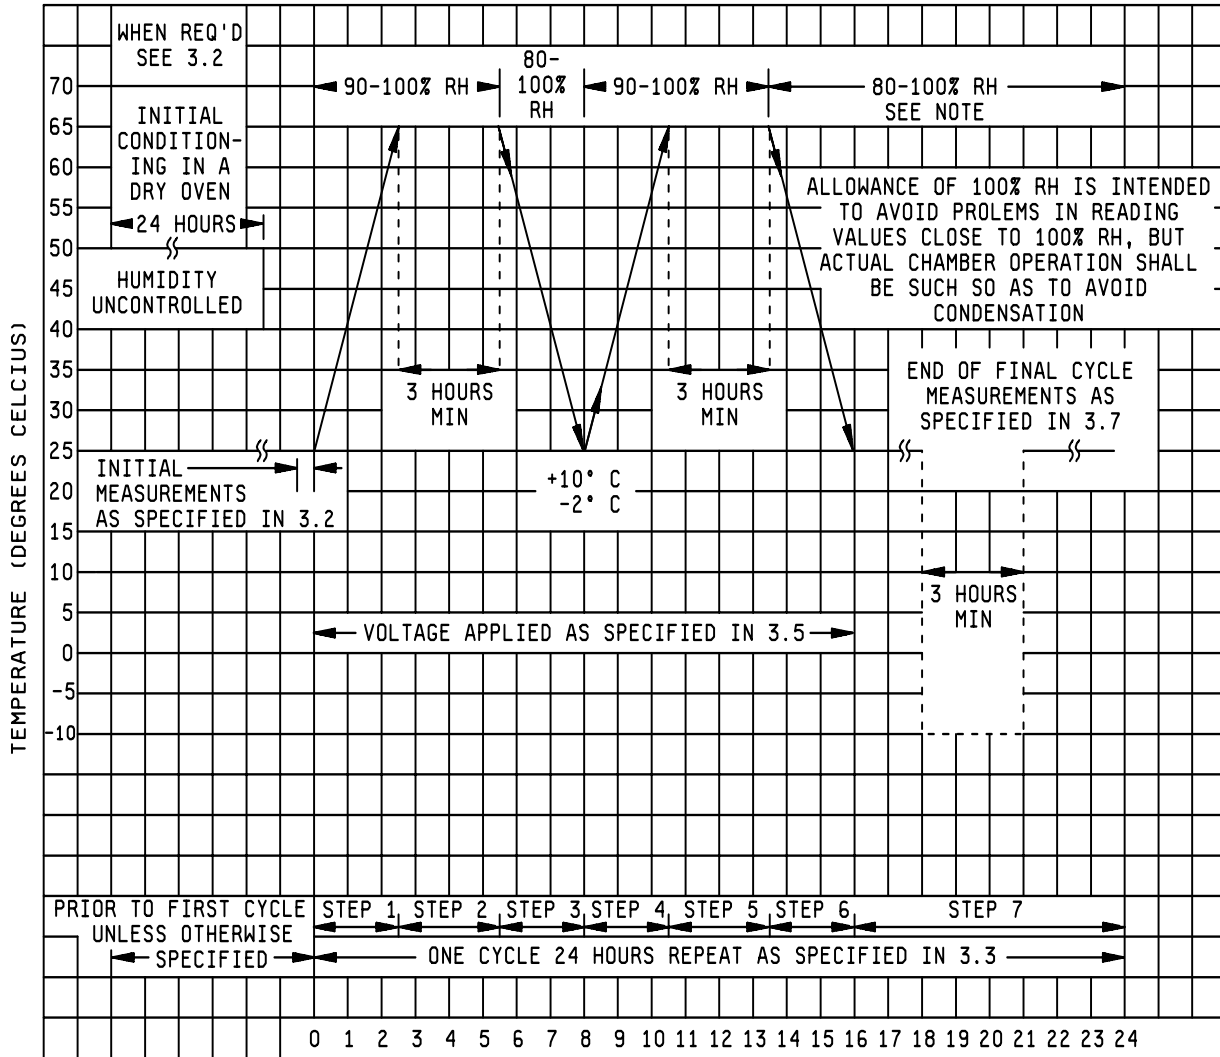 WHEN REQ'D
SEE 3.2
INITIAL
CONDITION-
ING IN A
DRY OVEN
24 HOURS
HUMIDITY
UNCONTROLLED
90-100% RH
80-
100%
RH
90-100% RH
80-100% RH
SEE NOTE
ALLOWANCE OF 100% RH IS INTENDED
TO AVOID PROLEMS IN READING
VALUES CLOSE TO 100% RH, BUT
ACTUAL CHAMBER OPERATION SHALL
BE SUCH SO AS TO AVOID
CONDENSATION
3 HOURS
MIN
3 HOURS
MIN
END OF FINAL CYCLE
MEASUREMENTS AS
SPECIFIED IN 3.7
INITIAL
MEASUREMENTS
AS SPECIFIED IN 3.2
+10° C
-2° C
3 HOURS
MIN
VOLTAGE APPLIED AS SPECIFIED IN 3.5
TEMPERATURE (DEGREES CELCIUS)
70
65
60
55
50
45
40
35
30
25
20
15
10
5
0
-5
-10
PRIOR TO FIRST CYCLE
UNLESS OTHERWISE
SPECIFIED
STEP 1 STEP 2 STEP 3 STEP 4 STEP 5 STEP 6 STEP 7
ONE CYCLE 24 HOURS REPEAT AS SPECIFIED IN 3.3
0 1 2 3 4 5 6 7 8 9 10 11 12 13 14 15 16 17 18 19 20 21 22 23 24